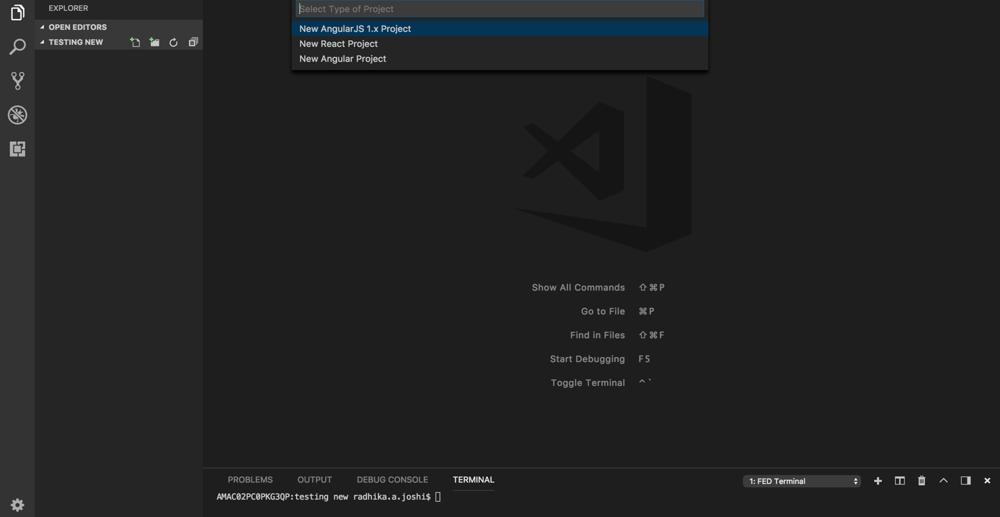 EXPLORER
OPEN EDITORS
TESTING NEW
Select Type of Project
New AngularJS 1.x Project
New React Project
New Angular Project
Show All Commands ⇧⌘P
Go to File ⌘P
Find in Files ⇧⌘F
Start Debugging F5
Toggle Terminal ^`
PROBLEMS OUTPUT DEBUG CONSOLE TERMINAL 1: FED Terminal
AMAC02PC0PKG3QP:testing new radhika.a.joshi$